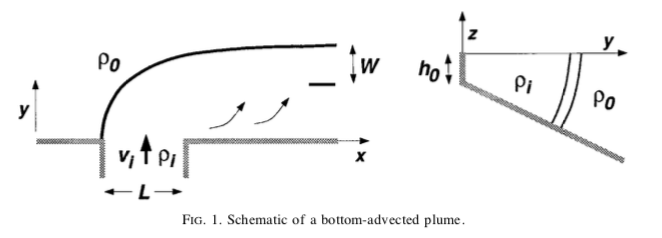 ρ0
W
y
vi ρi
x
L
z
y
h0
ρi
ρ0
FIG. 1. Schematic of a bottom-advected plume.